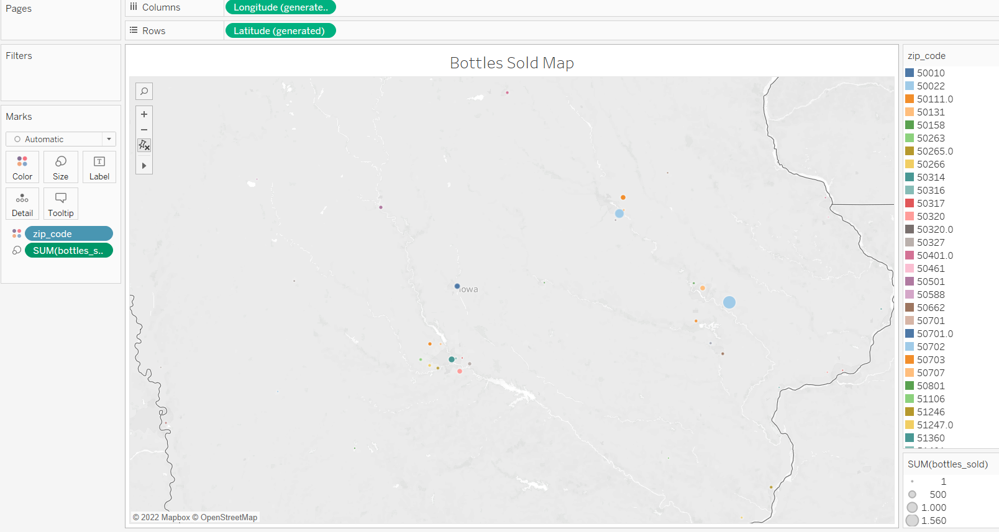 Pages
Columns
Longitude (generate..
Rows
Latitude (generated)
Filters
Marks
Automatic
Color
Size
Label
Detail
Tooltip
zip_code
SUM(bottles_s..
Bottles Sold Map
Iowa
© 2022 Mapbox © OpenStreetMap
zip_code
50010
50022
50111.0
50131
50158
50263
50265.0
50266
50314
50316
50317
50320
50320.0
50327
50401.0
50461
50501
50588
50662
50701
50701.0
50702
50703
50707
50801
51106
51246
51247.0
51360
SUM(bottles_sold)
1
500
1.000
1.560